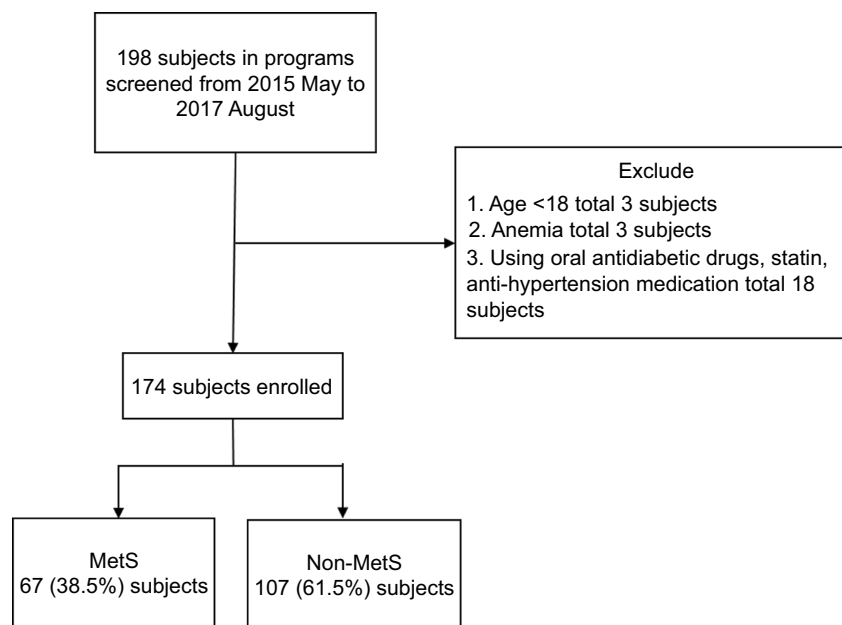 198 subjects in programs
screened from 2015 May to
2017 August
Exclude
1. Age <18 total 3 subjects
2. Anemia total 3 subjects
3. Using oral antidiabetic drugs, statin,
anti-hypertension medication total 18
subjects
174 subjects enrolled
MetS
67 (38.5%) subjects
Non-MetS
107 (61.5%) subjects